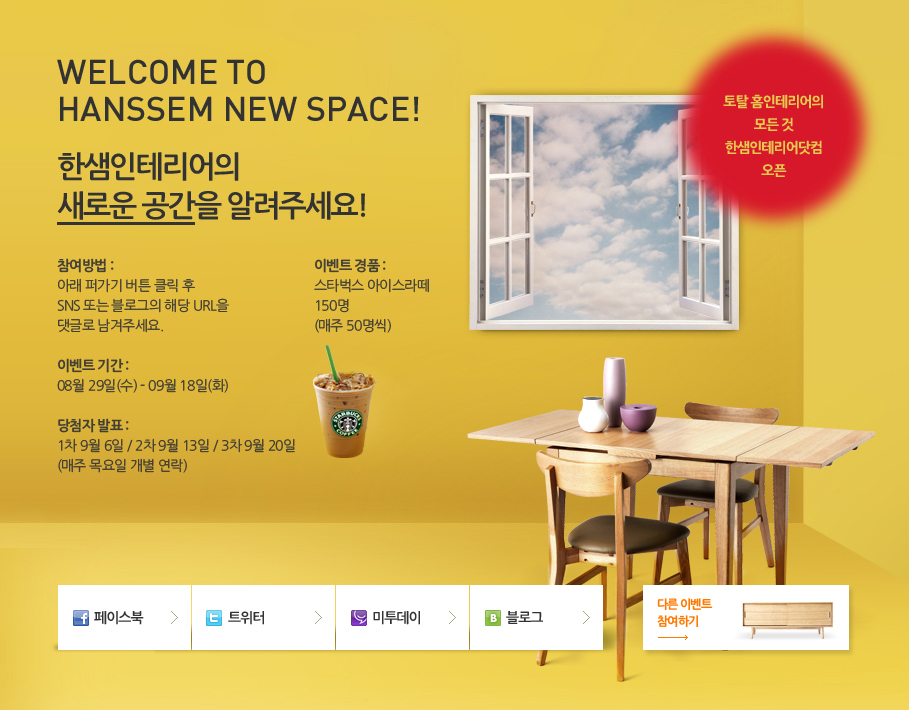 WELCOME TO
HANSSEM NEW SPACE!
한샘인테리어의
새로운 공간을 알려주세요!
토탈 홈인테리어의
모든 것
한샘인테리어닷컴
오픈
참여방법 :
아래 퍼가기 버튼 클릭 후
SNS 또는 블로그의 해당 URL을
댓글로 남겨주세요.
이벤트 기간 :
08월 29일(수) - 09월 18일(화)
당첨자 발표 :
1차 9월 6일 / 2차 9월 13일 / 3차 9월 20일
(매주 목요일 개별 연락)
이벤트 경품 :
스타벅스 아이스라떼
150명
(매주 50명씩)
STARBUCKS
COFFEE
페이스북
트위터
미투데이
블로그
다른 이벤트
참여하기